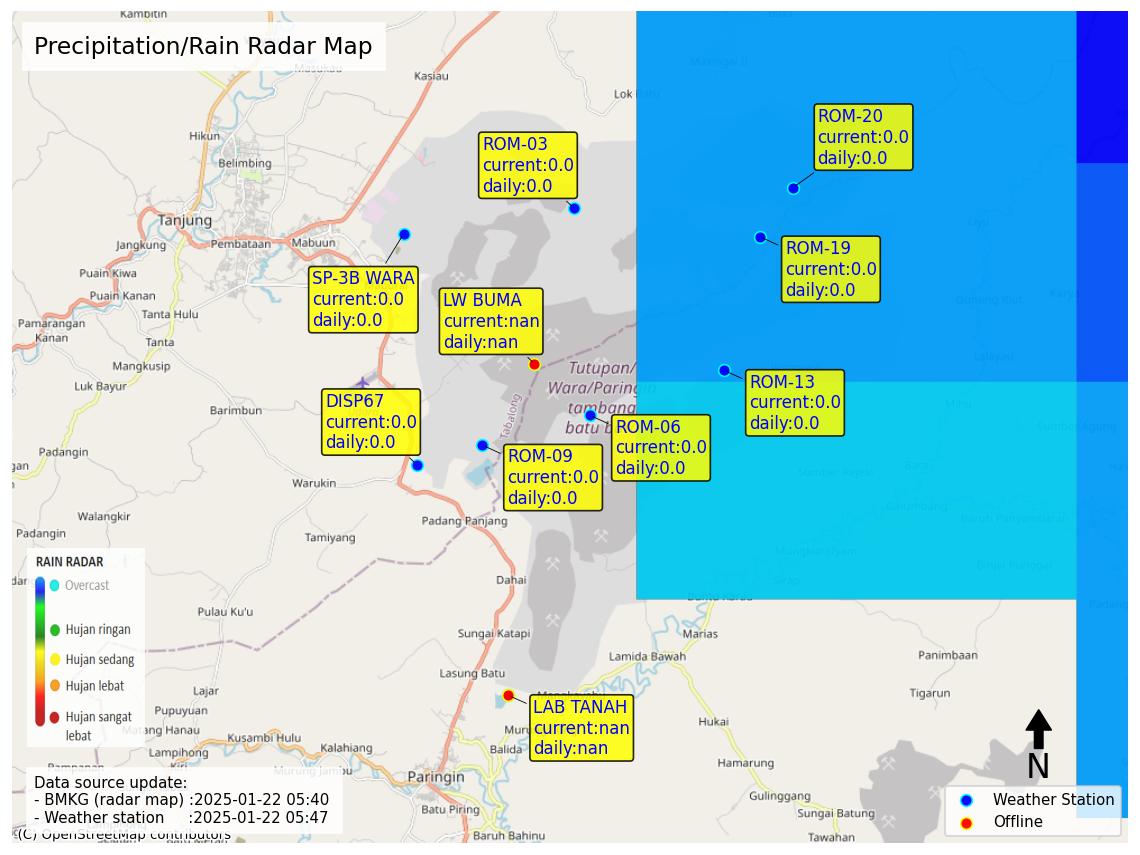 Kambitin
Precipitation/Rain Radar Map
Masukau
Kasiau
Maringai II
Lok Batu
Hikun
Belimbing
ROM-20
current:0.0
daily:0.0
ROM-03
current:0.0
daily:0.0
Tanjung
Jangkung
Pembataan
Mabuun
ROM-19
current:0.0
daily:0.0
Puain Kiwa
Puain Kanan
SP-3B WARA
current:0.0
daily:0.0
LW BUMA
current:nan
daily:nan
Tanta Hulu
Pamarangan
Kanan
Tanta
Mangkusip
Luk Bayur
Tutupan/
Wara/Paringin
tambang
batu b
Tabalong
ROM-13
current:0.0
daily:0.0
DISP67
current:0.0
daily:0.0
Barimbun
ROM-06
current:0.0
daily:0.0
ROM-09
current:0.0
daily:0.0
Padangin
Warukin
Walangkir
Padangin
Tamiyang
Padang Panjang
RAIN RADAR
Overcast
Hujan ringan
Hujan sedang
Hujan lebat
Hujan sangat
lebat
Dahai
Pulau Ku'u
Sungai Katapi
Marias
Lamida Bawah
Panimbaan
Lasung Batu
Lajar
Tigarun
Pupuyuan
LAB TANAH
current:nan
daily:nan
Matang Hanau
Kusambi Hulu
Hukai
Lampihong
Kalahiang
Balida
Murung Jambu
Paringin
Hamarung
N
Batu Piring
Gulinggang
Sungai Batung
Baruh Bahinu
Tawahan
Data source update:
- BMKG (radar map) :2025-01-22 05:40
- Weather station :2025-01-22 05:47
(C) OpenStreetMap contributors
Weather Station
Offline